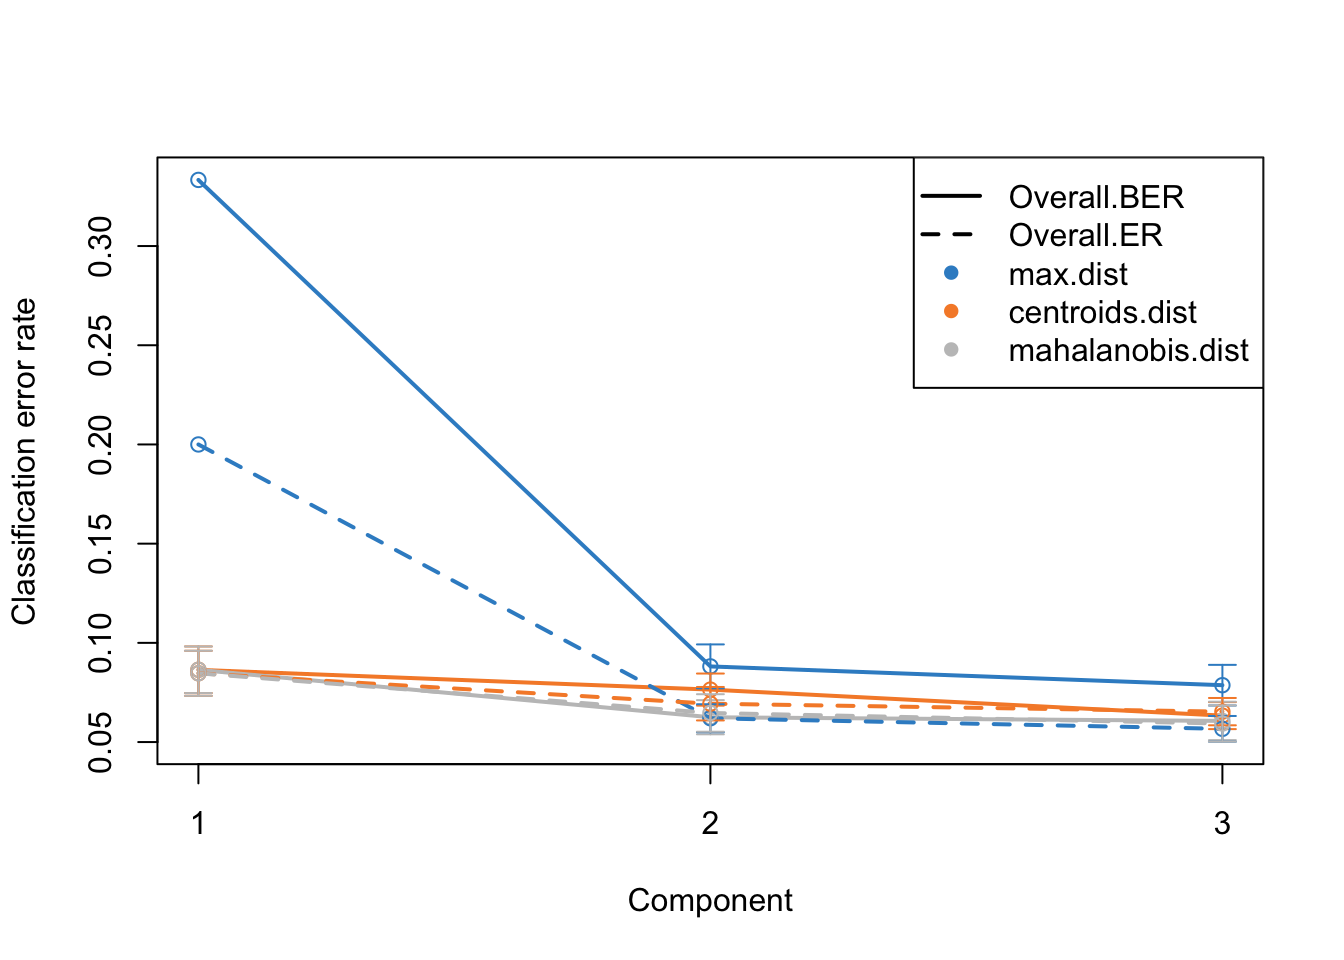 Overall.BER
Overall.ER
max.dist
centroids.dist
mahalanobis.dist
Classification error rate
0.30
0.25
0.20
0.15
0.10
0.05
1 2 3
Component